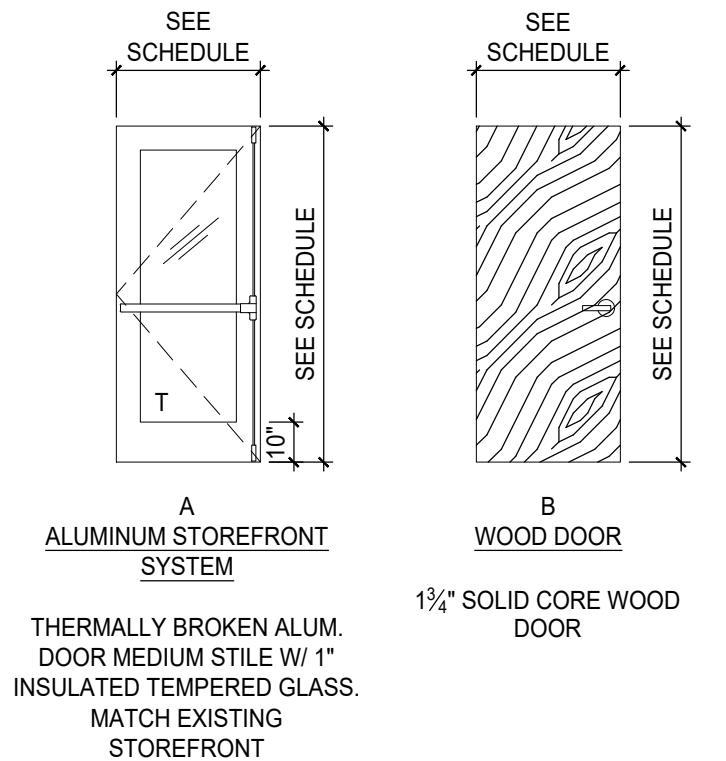 SEE
SCHEDULE
SEE SCHEDULE
T
10"
A
ALUMINUM STOREFRONT
SYSTEM
THERMALLY BROKEN ALUM.
DOOR MEDIUM STILE W/ 1"
INSULATED TEMPERED GLASS.
MATCH EXISTING
STOREFRONT
SEE
SCHEDULE
SEE SCHEDULE
B
WOOD DOOR
1¾" SOLID CORE WOOD
DOOR